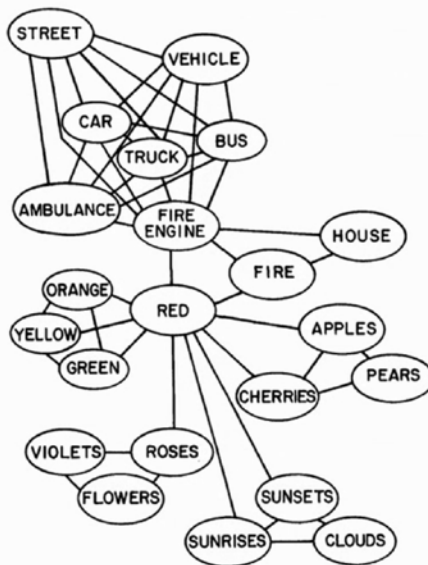 STREET
VEHICLE
CAR
TRUCK
BUS
AMBULANCE
FIRE
ENGINE
HOUSE
FIRE
ORANGE
RED
YELLOW
GREEN
APPLES
PEARS
CHERRIES
VIOLETS
ROSES
FLOWERS
SUNSETS
SUNRISES
CLOUDS